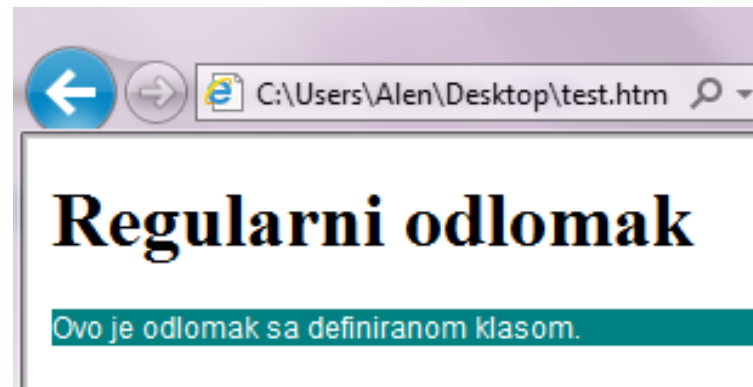 C:\Users\Alen\Desktop\test.htm
Regularni odlomak
Ovo je odlomak sa definiranom klasom.